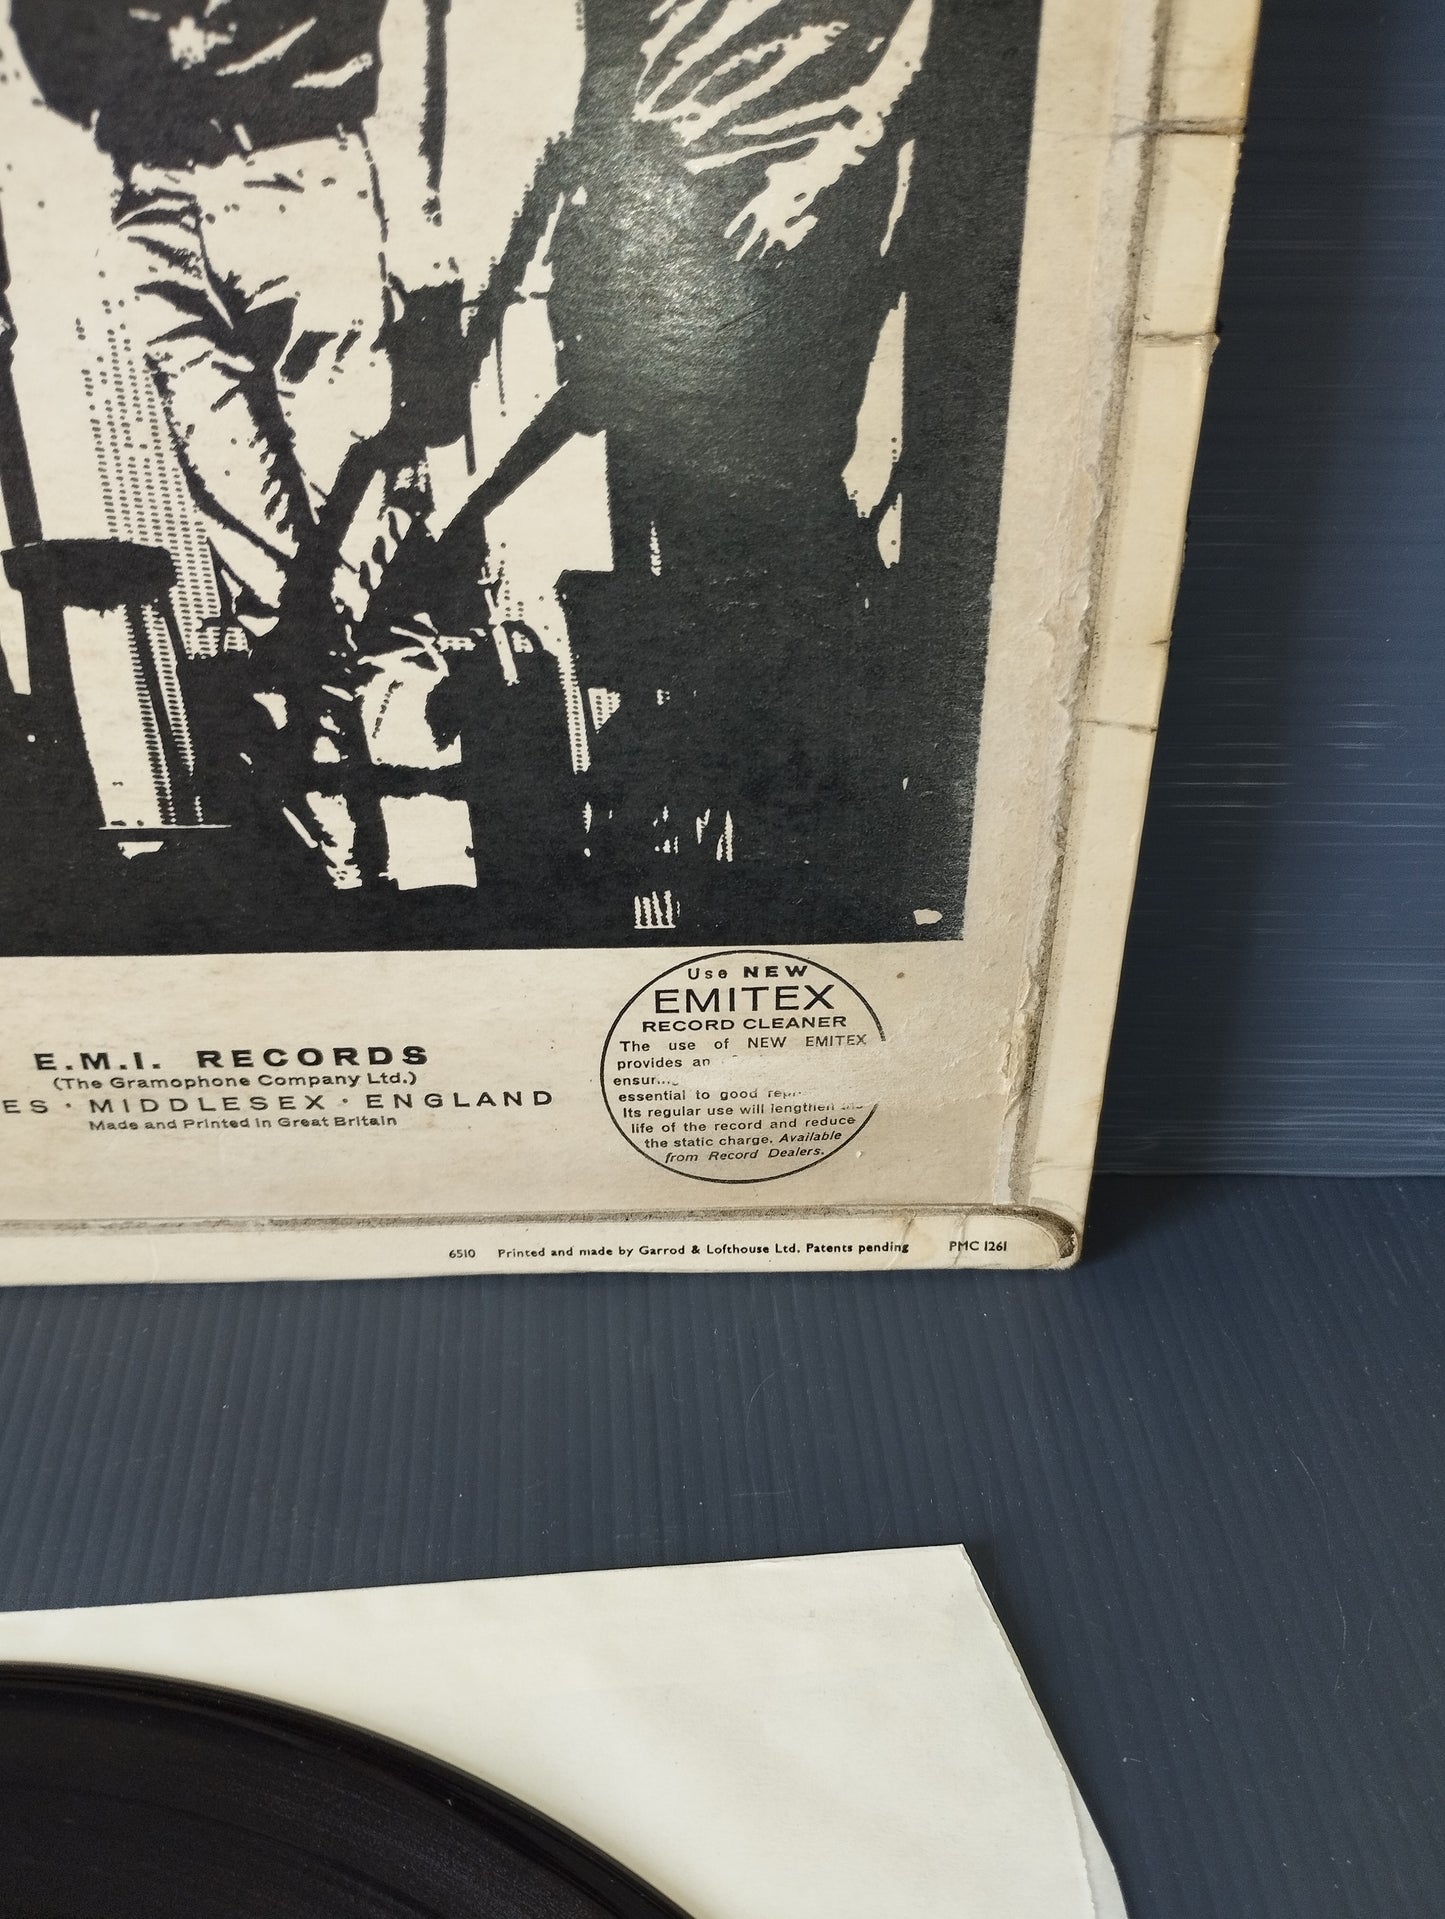 Use NEW
EMITEX
RECORD CLEANER
The use of NEW EMITEX
provides an
essential to good
Its regular use will lengthen
life of the record and reduce
the static charge. Available
from Record Dealers.
E.M.I. RECORDS
(The Gramophone Company Ltd.)
ES · MIDDLESEX · ENGLAND
Made and Printed in Great Britain
6510 Printed and made by Garrod & Lofthouse Ltd. Patents pending PMC 1261